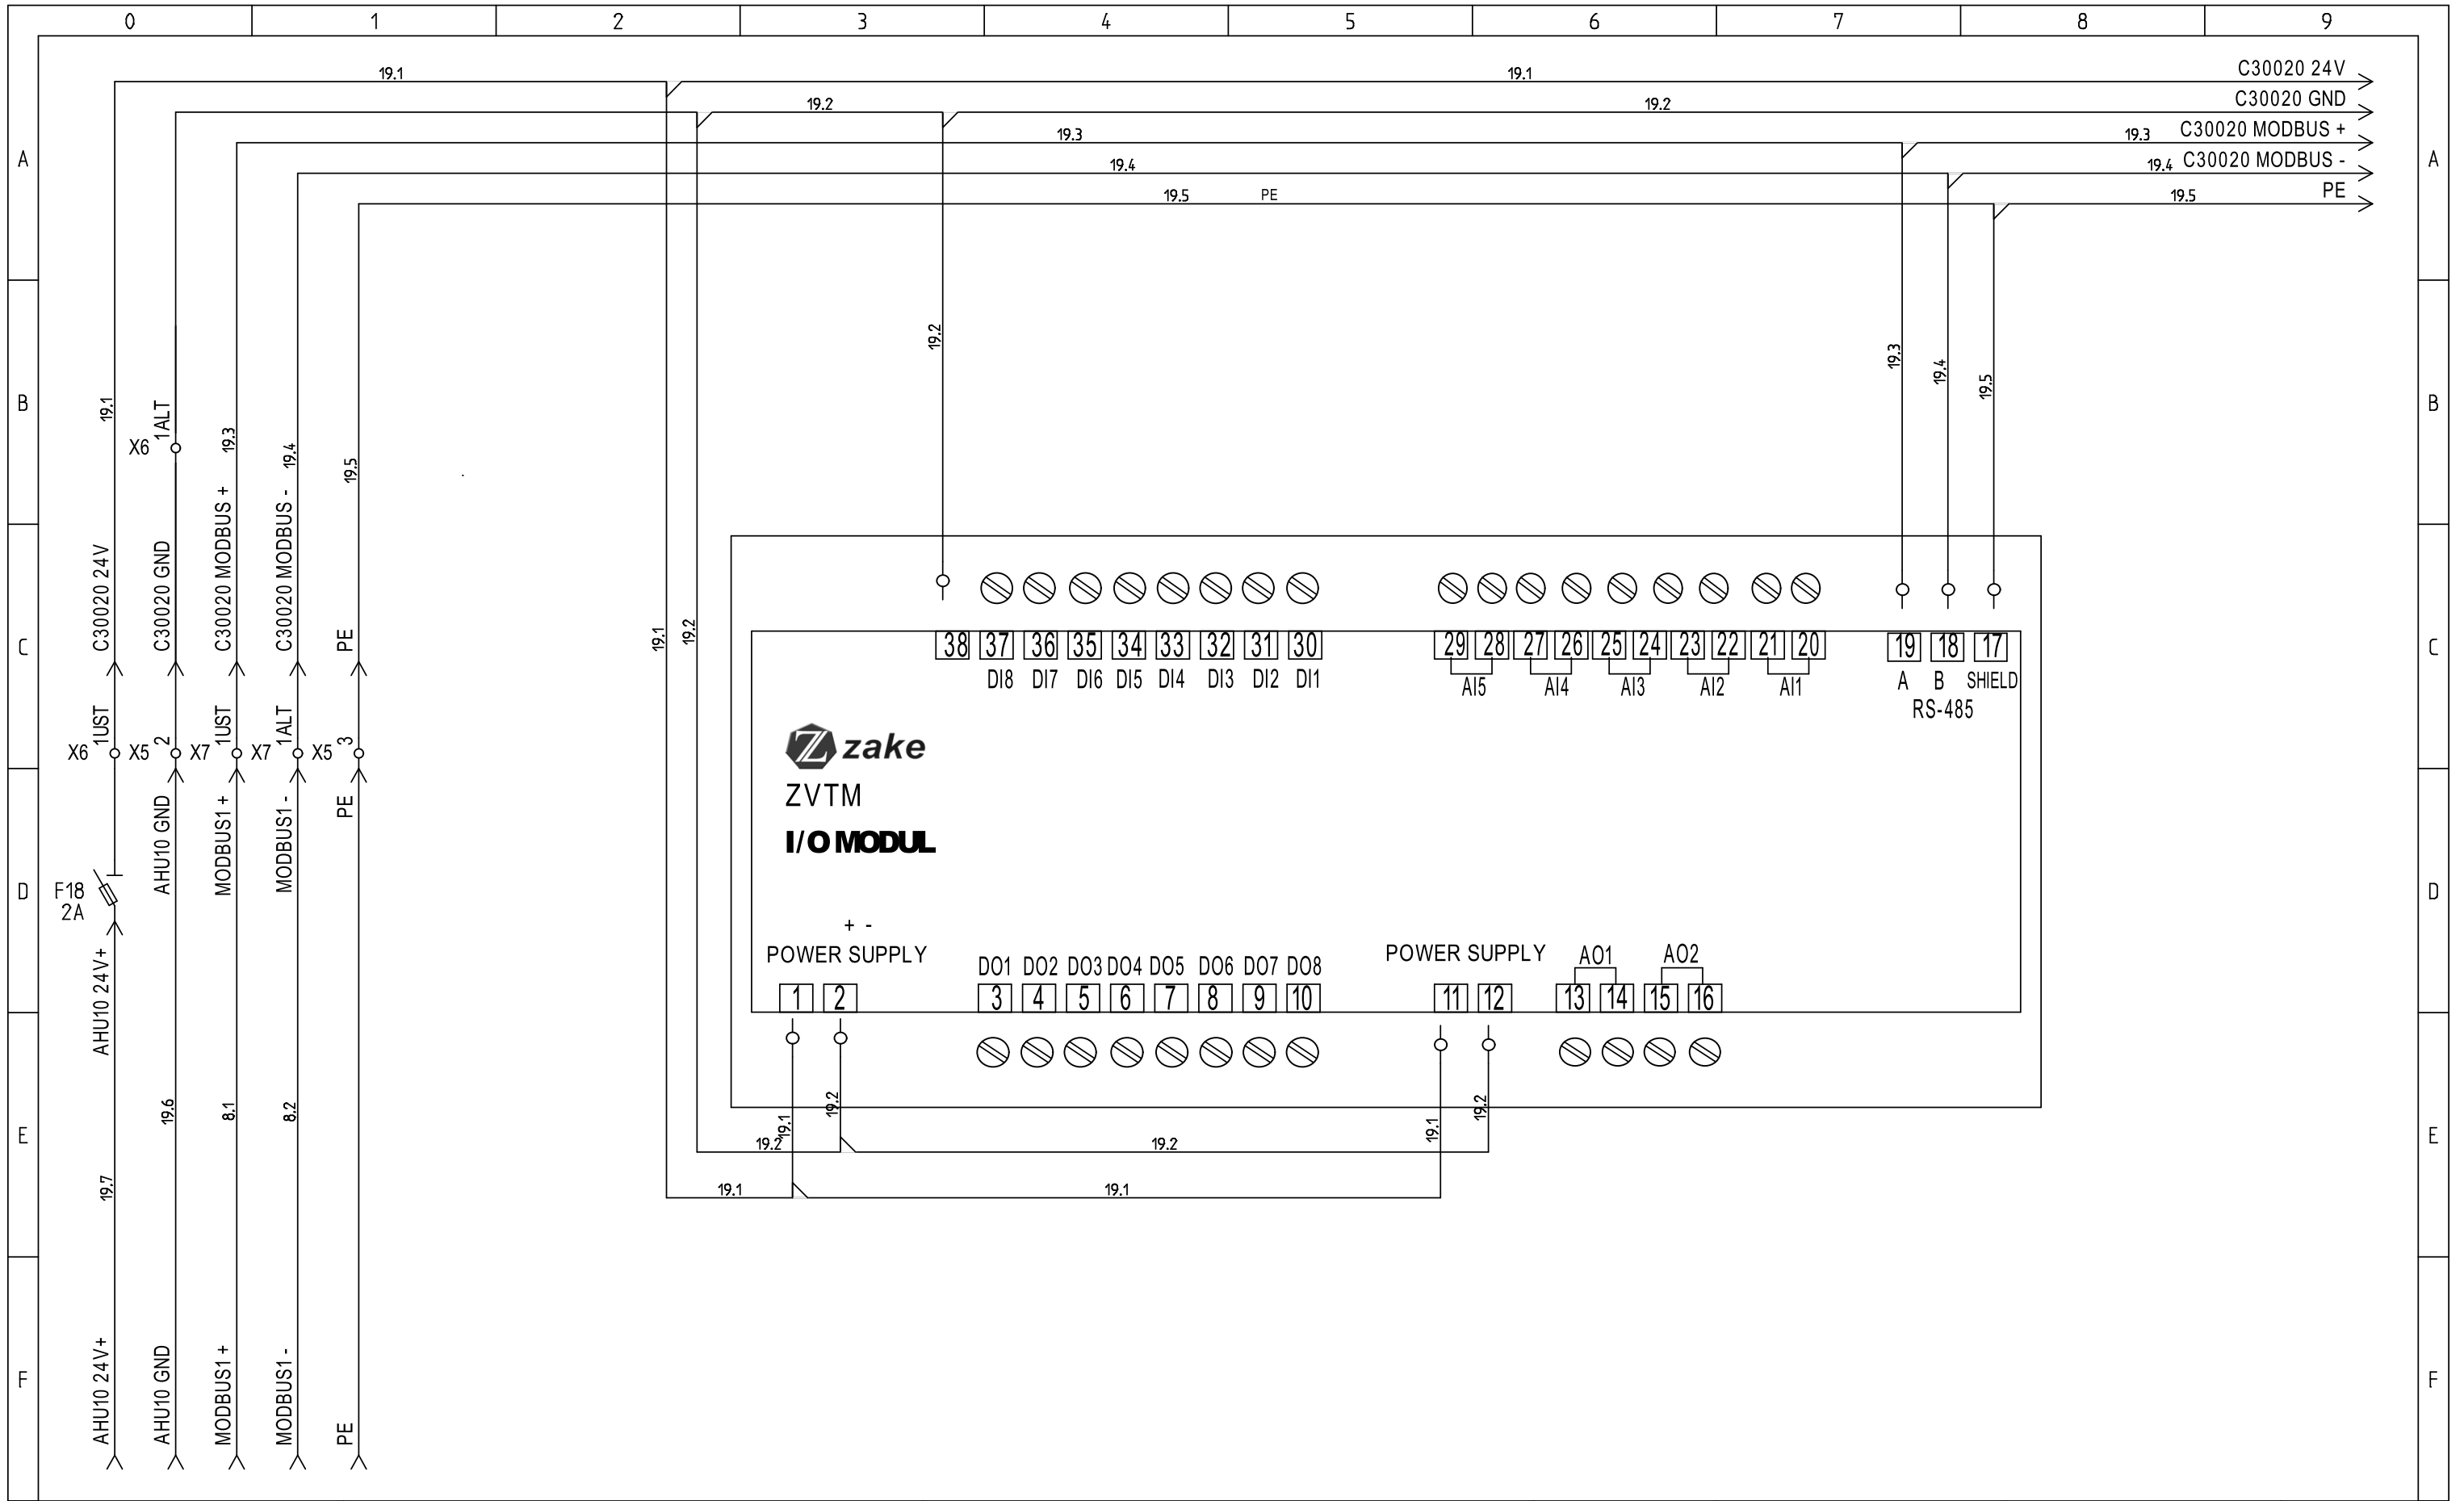 0 1 2 3 4 5 6 7 8 9
19.1 19.1 C30020 24V
19.2 19.2 C30020 GND
19.3 19.3 C30020 MODBUS +
19.4 19.4 C30020 MODBUS -
19.5 PE 19.5 PE
A A
19.2 19.3 19.4 19.5
B B
19.1 X6 1ALT 19.3 19.4 19.5
C30020 24V C30020 GND C30020 MODBUS + C30020 MODBUS - PE
19.1 19.2
C C
38 37 36 35 34 33 32 31 30 29 28 27 26 25 24 23 22 21 20 19 18 17
DI8 DI7 DI6 DI5 DI4 DI3 DI2 DI1 AI5 AI4 AI3 AI2 AI1 A B SHIELD
RS-485
X6 1UST X5 2 X7 1UST X7 1ALT X5 3
zake
ZVTM
I/O MODUL
AHU10 GND MODBUS1 + MODBUS1 - PE
D D
F18
2A
AHU10 24V+
+ -
POWER SUPPLY
DO1 DO2 DO3 DO4 DO5 DO6 DO7 DO8
POWER SUPPLY
AO1 AO2
1 2 3 4 5 6 7 8 9 10 11 12 13 14 15 16
19.7 19.6 8.1 8.2
19.1 19.2 19.1 19.2
E E
19.2 19.2
19.1 19.1
F F
AHU10 24V+ AHU10 GND MODBUS1 + MODBUS1 - PE